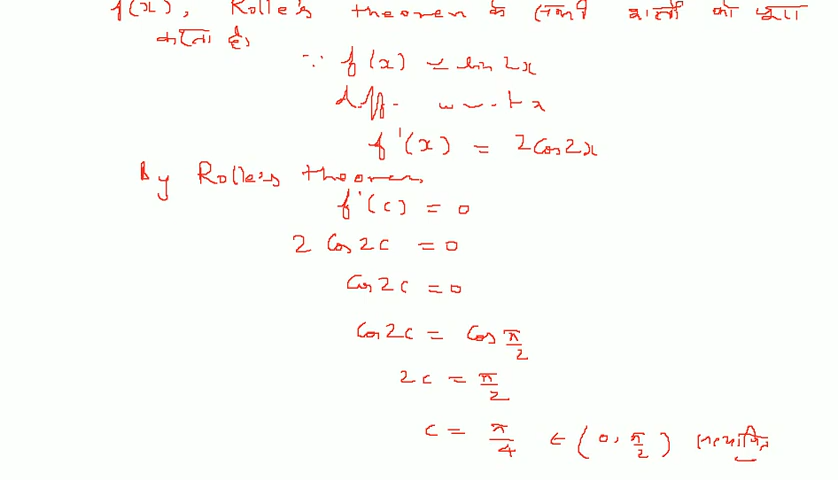 f(x), Rolle's theorem के सभी शर्तों को पूरा
करता है,
∵ f(x) = sin 2x
diff. w.r.t x
f'(x) = 2cos2x
By Rolle's theorem,
f'(c) = 0
2 cos 2c = 0
cos 2c = 0
cos 2c = cos π/2
2c = π/2
c = π/4 ∈ (0, π/2) सत्यापित